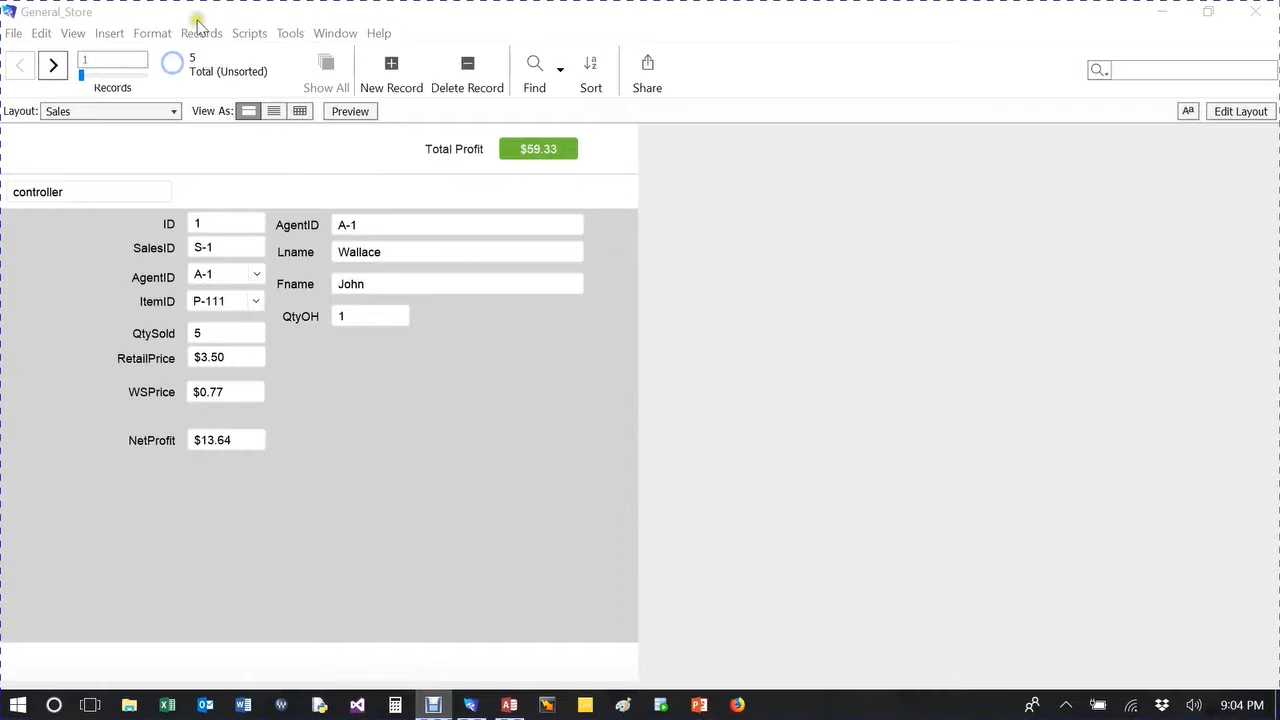 General_Store
File Edit View Insert Format Records Scripts Tools Window Help
1
5
Total (Unsorted)
Records
Show All
New Record
Delete Record
Find
Sort
Share
Layout: Sales
View As:
Preview
Aª
Edit Layout
Total Profit $59.33
controller
ID 1
SalesID S-1
AgentID A-1
ItemID P-111
QtySold 5
RetailPrice $3.50
WSPrice $0.77
NetProfit $13.64
AgentID A-1
Lname Wallace
Fname John
QtyOH 1
9:04 PM